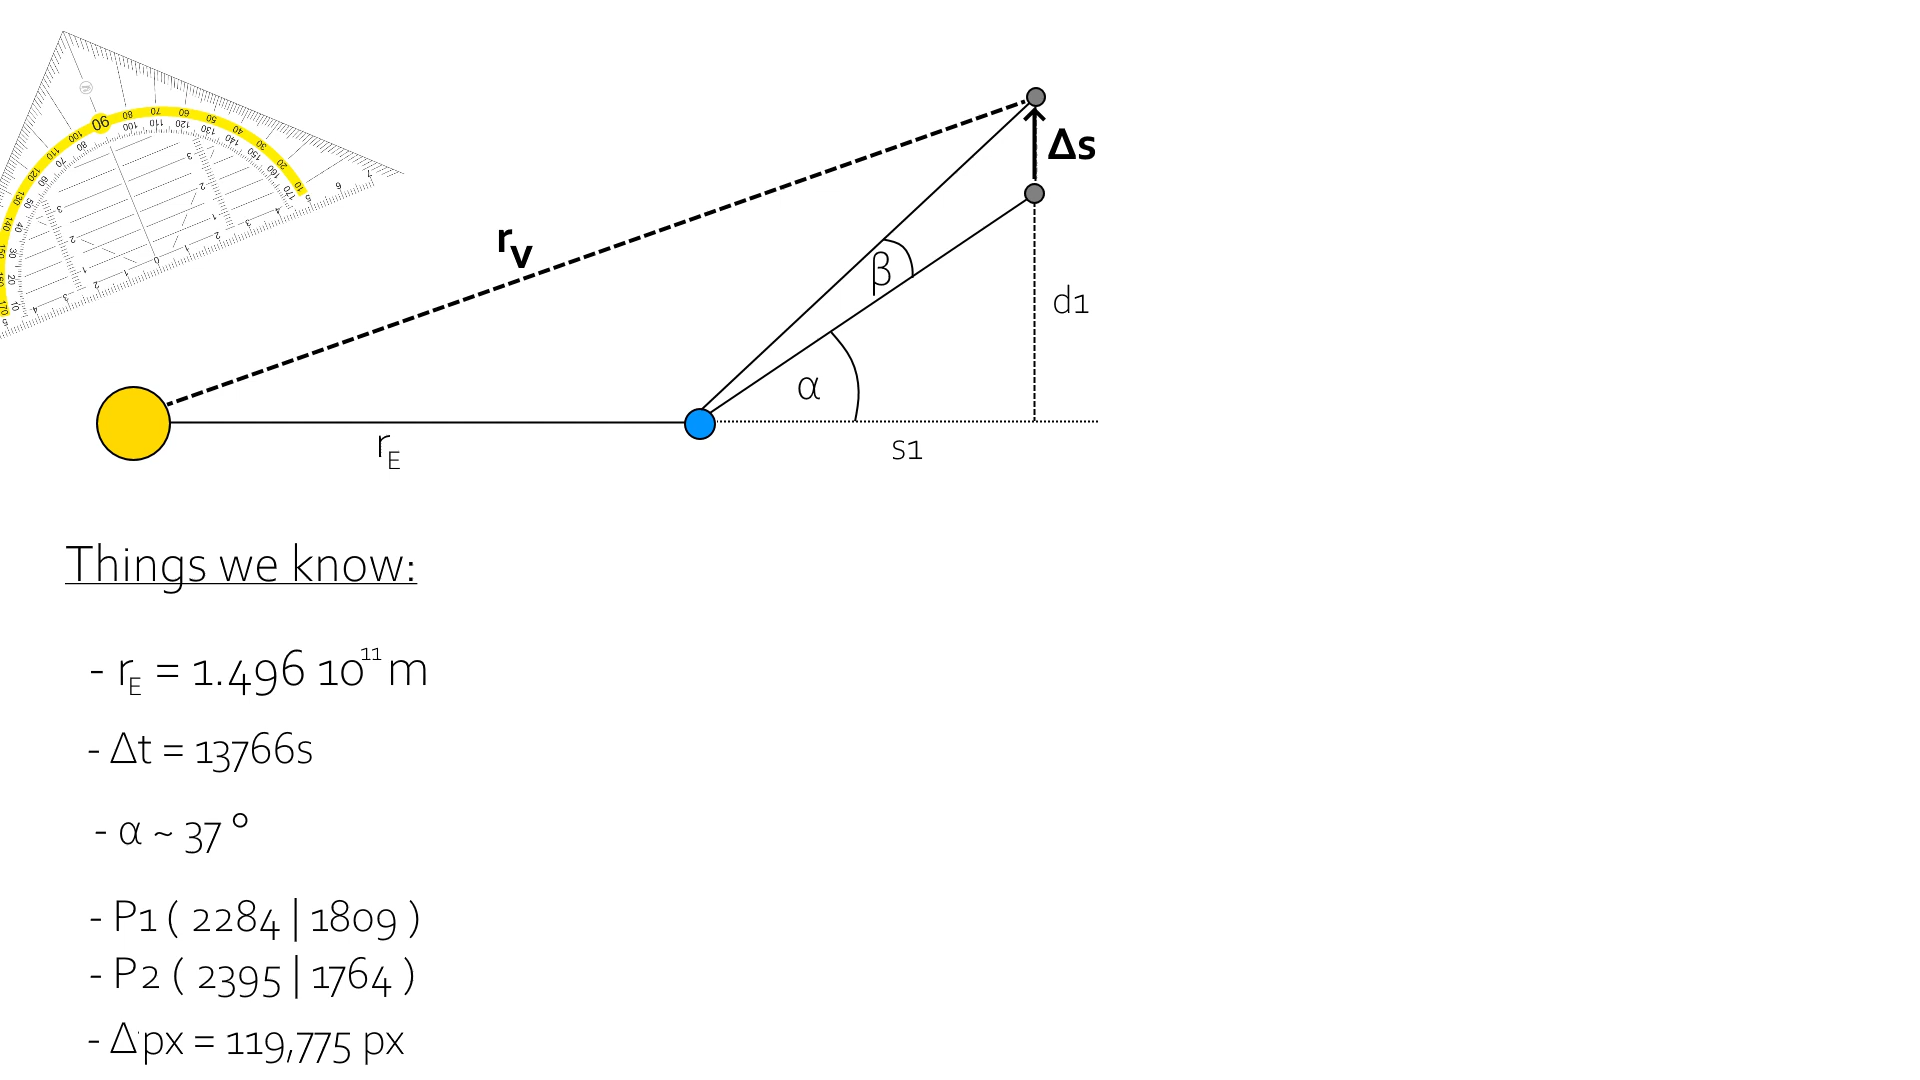 Δs
rV
β
d1
α
rE
s1
Things we know:
- rE = 1.496 10¹¹ m
- Δt = 13766s
- α ~ 37 °
- P1 ( 2284 | 1809 )
- P2 ( 2395 | 1764 )
- Δpx = 119,775 px